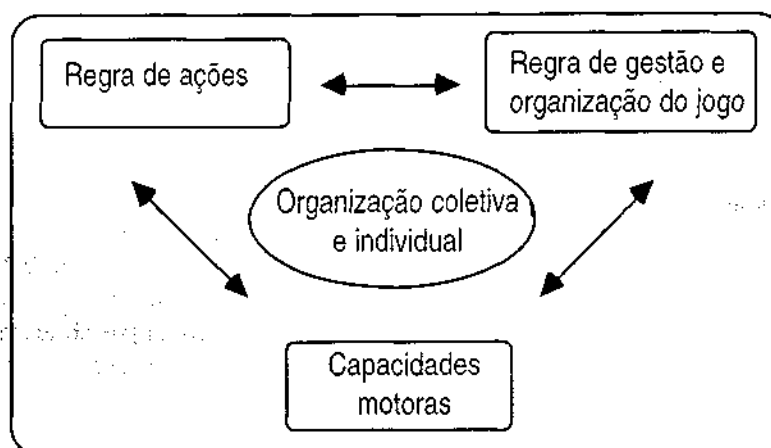 Regra de ações
Regra de gestão e
organização do jogo
Organização coletiva
e individual
Capacidades
motoras